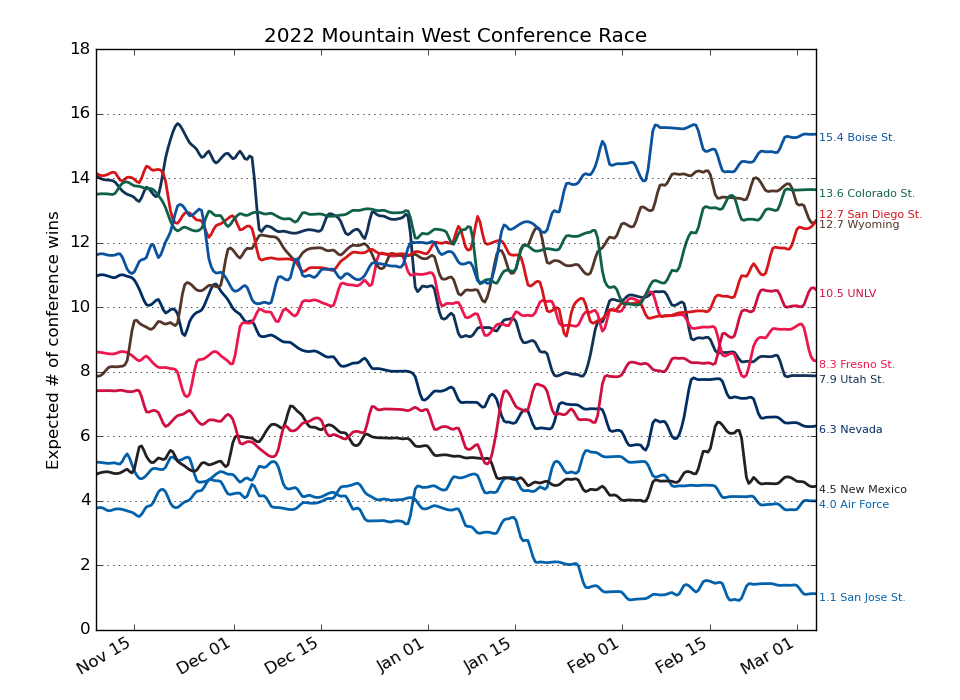 2022 Mountain West Conference Race
Expected # of conference wins
18
16
14
12
10
8
6
4
2
0
15.4 Boise St.
13.6 Colorado St.
12.7 San Diego St.
12.7 Wyoming
10.5 UNLV
8.3 Fresno St.
7.9 Utah St.
6.3 Nevada
4.5 New Mexico
4.0 Air Force
1.1 San Jose St.
Nov 15
Dec 01
Dec 15
Jan 01
Jan 15
Feb 01
Feb 15
Mar 01